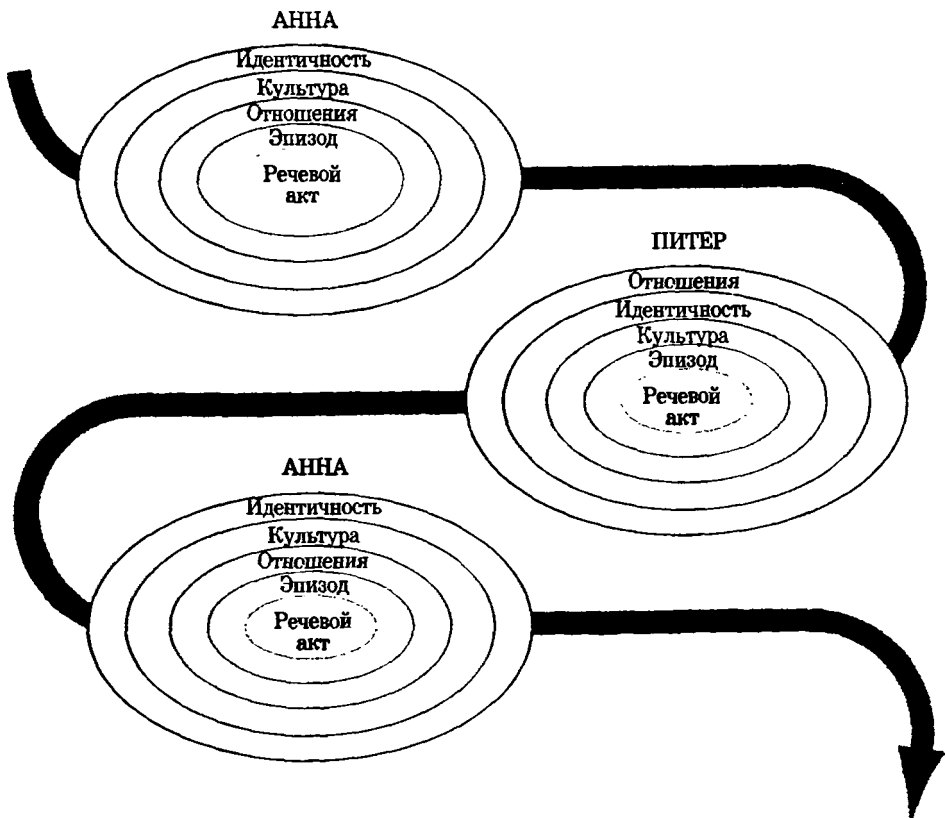 АННА
Идентичность
Культура
Отношения
Эпизод
Речевой
акт
ПИТЕР
Отношения
Идентичность
Культура
Эпизод
Речевой
акт
АННА
Идентичность
Культура
Отношения
Эпизод
Речевой
акт